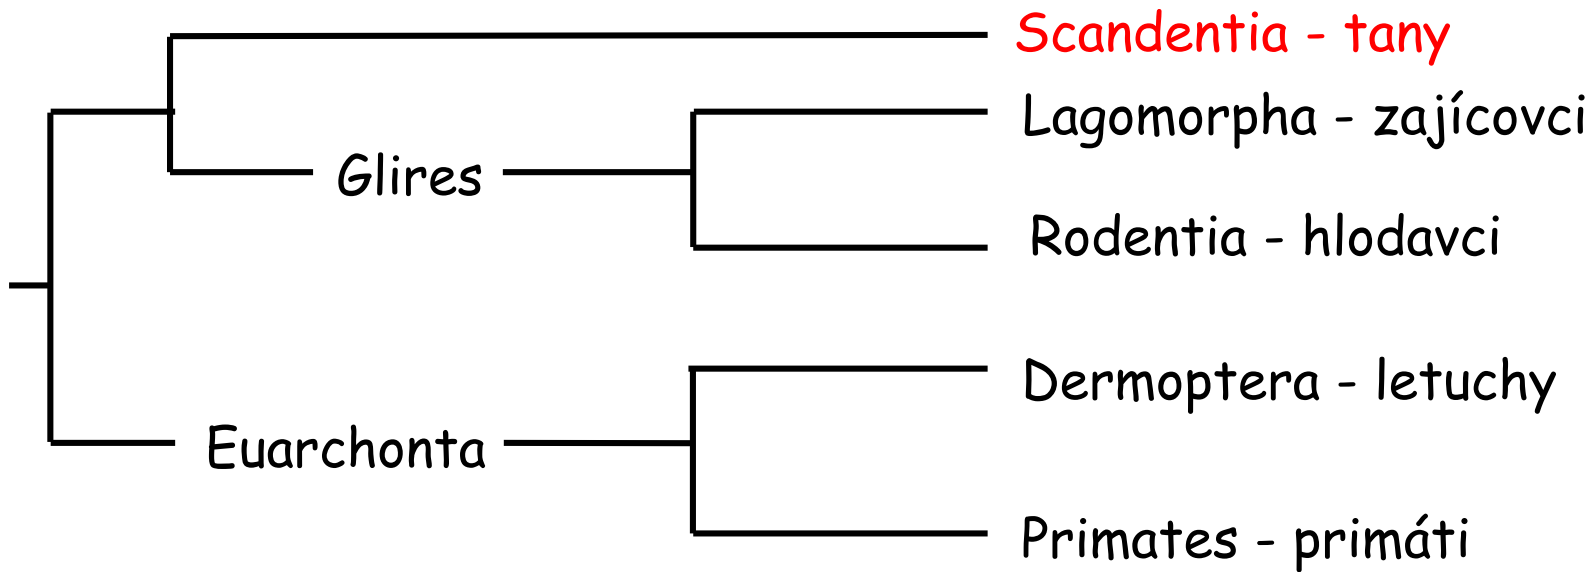 Scandentia - tany
Lagomorpha - zajícovci
Glires
Rodentia - hlodavci
Dermoptera - letuchy
Euarchonta
Primates - primáti